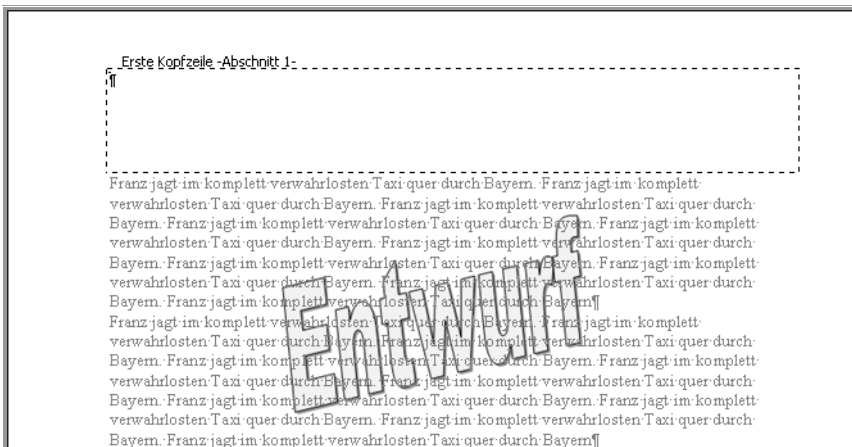 Erste Kopfzeile -Abschnitt 1-
¶
Franz·jagt·im·komplett·verwahrlosten·Taxi·quer·durch·Bayern.·Franz·jagt·im·komplett·
verwahrlosten·Taxi·quer·durch·Bayern.·Franz·jagt·im·komplett·verwahrlosten·Taxi·quer·durch·
Bayern.·Franz·jagt·im·komplett·verwahrlosten·Taxi·quer·durch·Bayern.·Franz·jagt·im·komplett·
verwahrlosten·Taxi·quer·durch·Bayern.·Franz·jagt·im·komplett·verwahrlosten·Taxi·quer·durch·
Bayern.·Franz·jagt·im·komplett·verwahrlosten·Taxi·quer·durch·Bayern.·Franz·jagt·im·komplett·
verwahrlosten·Taxi·quer·durch·Bayern.·Franz·jagt·im·komplett·verwahrlosten·Taxi·quer·durch·
Bayern.·Franz·jagt·im·komplett·verwahrlosten·Taxi·quer·durch·Bayern¶
Franz·jagt·im·komplett·verwahrlosten·Taxi·quer·durch·Bayern.·Franz·jagt·im·komplett·
verwahrlosten·Taxi·quer·durch·Bayern.·Franz·jagt·im·komplett·verwahrlosten·Taxi·quer·durch·
Bayern.·Franz·jagt·im·komplett·verwahrlosten·Taxi·quer·durch·Bayern.·Franz·jagt·im·komplett·
verwahrlosten·Taxi·quer·durch·Bayern.·Franz·jagt·im·komplett·verwahrlosten·Taxi·quer·durch·
Bayern.·Franz·jagt·im·komplett·verwahrlosten·Taxi·quer·durch·Bayern.·Franz·jagt·im·komplett·
verwahrlosten·Taxi·quer·durch·Bayern.·Franz·jagt·im·komplett·verwahrlosten·Taxi·quer·durch·
Bayern.·Franz·jagt·im·komplett·verwahrlosten·Taxi·quer·durch·Bayern¶
Entwurf